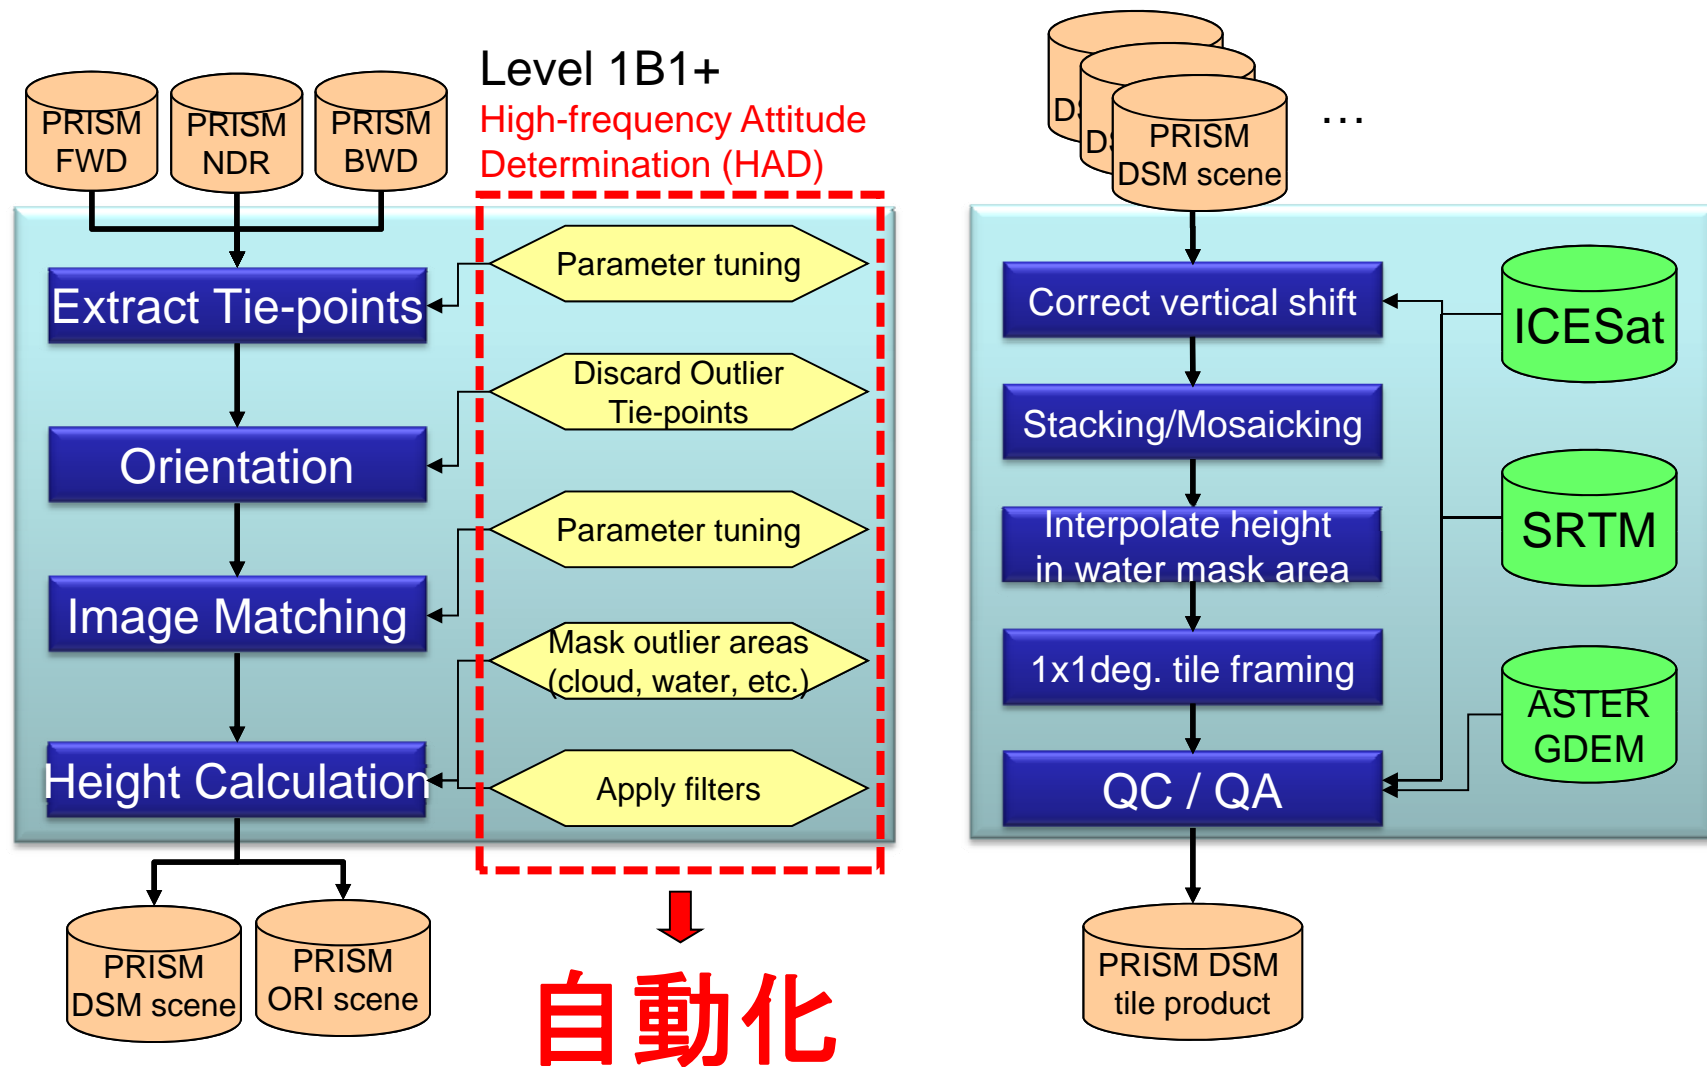 PRISM
FWD
PRISM
NDR
PRISM
BWD
Level 1B1+
High-frequency Attitude
Determination (HAD)
Extract Tie-points
Orientation
Image Matching
Height Calculation
Parameter tuning
Discard Outlier
Tie-points
Parameter tuning
Mask outlier areas
(cloud, water, etc.)
Apply filters
PRISM
DSM scene
PRISM
ORI scene
自動化
PRISM
DSM scene
…
Correct vertical shift
Stacking/Mosaicking
Interpolate height
in water mask area
1x1deg. tile framing
QC / QA
ICESat
SRTM
ASTER
GDEM
PRISM DSM
tile product